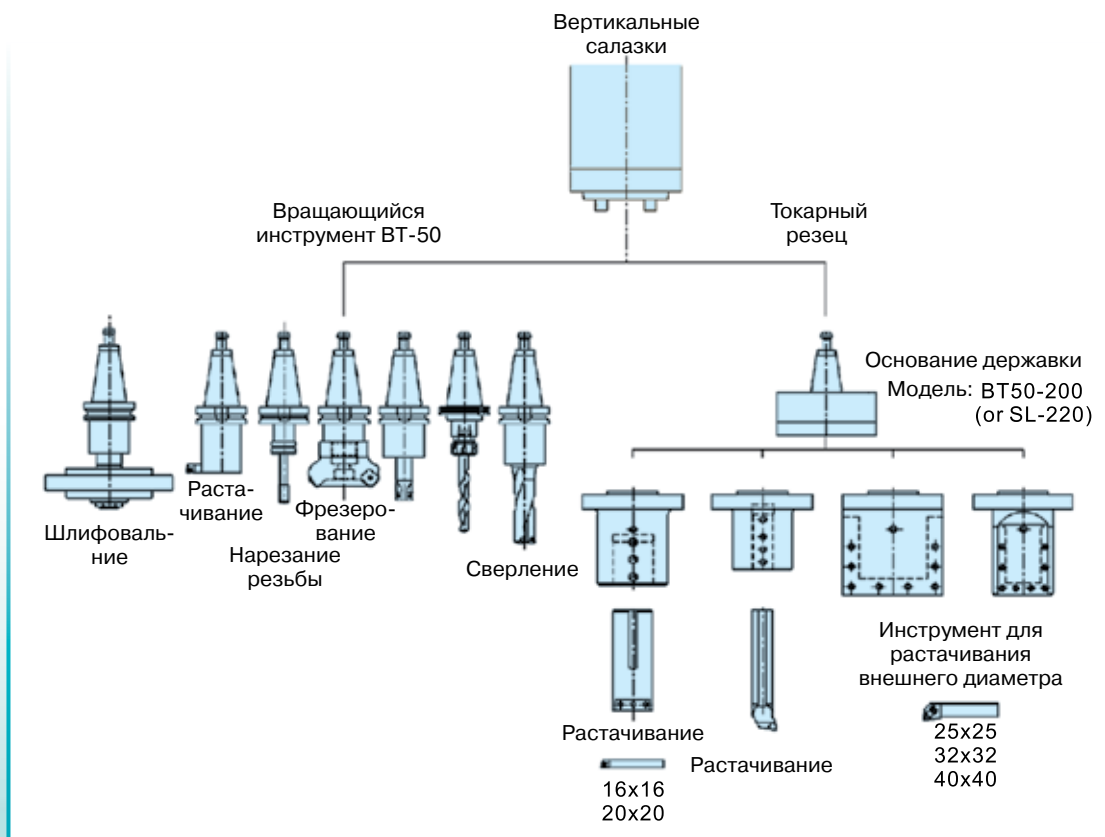 Вертикальные
салазки
Вращающийся
инструмент BT-50
Токарный
резец
Основание державки
Модель: BT50-200
(or SL-220)
Раста-
чивание
Шлифоваль-
ние
Фрезеро-
вание
Нарезание
резьбы
Сверление
Инструмент для
растачивания
внешнего диаметра
25x25
32x32
40x40
Растачивание
16x16
20x20
Растачивание